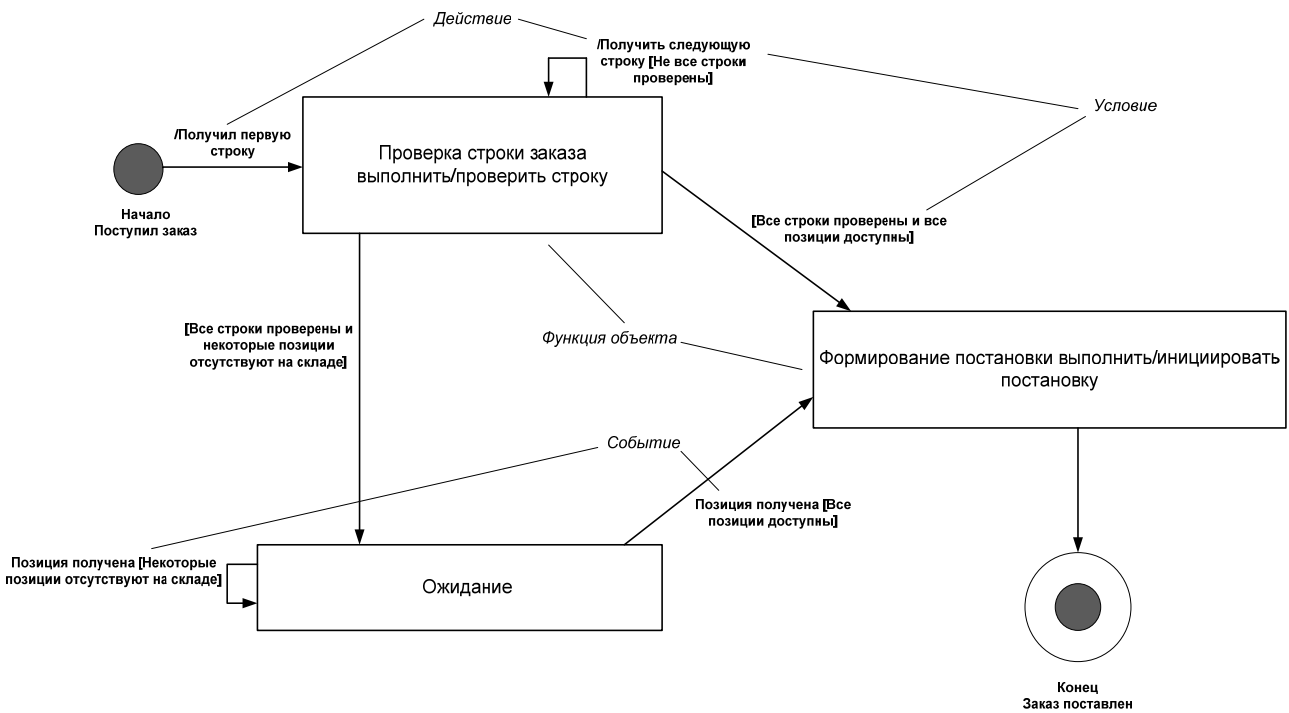 Действие
/Получить следующую
строку [Не все строки
проверены]
Условие
/Получил первую
строку
Проверка строки заказа
выполнить/проверить строку
Начало
Поступил заказ
[Все строки проверены и все
позиции доступны]
[Все строки проверены и
некоторые позиции
отсутствуют на складе]
Функция объекта
Формирование постановки выполнить/инициировать
постановку
Событие
Позиция получена [Все
позиции доступны]
Позиция получена [Некоторые
позиции отсутствуют на складе]
Ожидание
Конец
Заказ поставлен